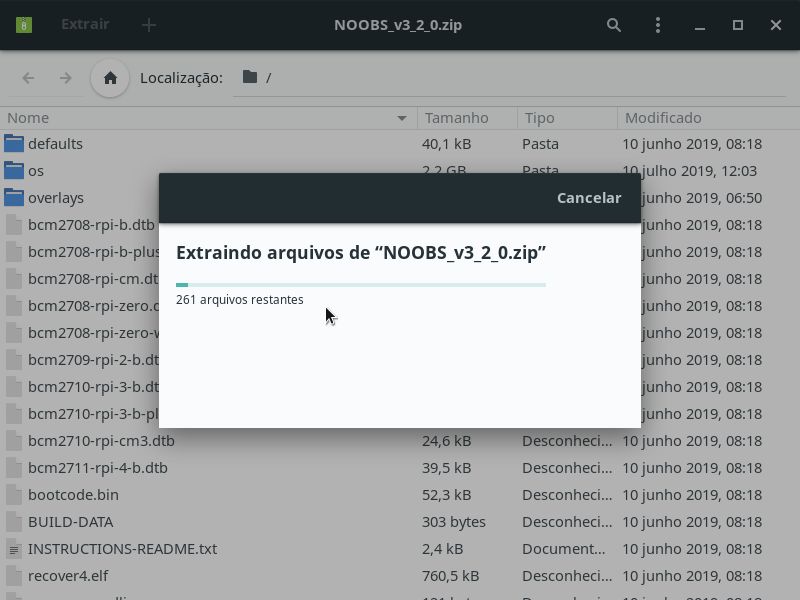 Extrair
NOOBS_v3_2_0.zip
Localização: /
Nome Tamanho Tipo Modificado
defaults 40,1 kB Pasta 10 junho 2019, 08:18
os 2,2 GB Pasta 10 julho 2019, 12:03
overlays junho 2019, 06:50
Cancelar
bcm2708-rpi-b.dtb junho 2019, 08:18
Extraindo arquivos de “NOOBS_v3_2_0.zip”
bcm2708-rpi-b-plus junho 2019, 08:18
bcm2708-rpi-cm.dt junho 2019, 08:18
261 arquivos restantes
bcm2708-rpi-zero.d junho 2019, 08:18
bcm2708-rpi-zero-w junho 2019, 08:18
bcm2709-rpi-2-b.dt junho 2019, 08:18
bcm2710-rpi-3-b.dt junho 2019, 08:18
bcm2710-rpi-3-b-pl junho 2019, 08:18
bcm2710-rpi-cm3.dtb 24,6 kB Desconheci... 10 junho 2019, 08:18
bcm2711-rpi-4-b.dtb 39,5 kB Desconheci... 10 junho 2019, 08:18
bootcode.bin 52,3 kB Desconheci... 10 junho 2019, 08:18
BUILD-DATA 303 bytes Desconheci... 10 junho 2019, 08:18
INSTRUCTIONS-README.txt 2,4 kB Document... 10 junho 2019, 08:18
recover4.elf 760,5 kB Desconheci... 10 junho 2019, 08:18